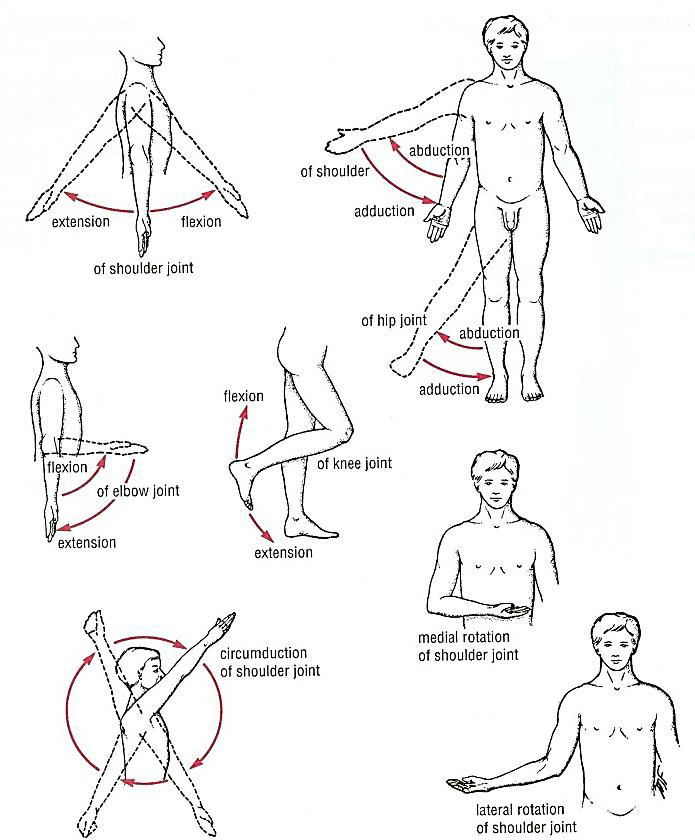 extension
flexion
of shoulder joint
abduction
of shoulder
adduction
of hip joint
abduction
adduction
flexion
of elbow joint
extension
flexion
of knee joint
extension
medial rotation
of shoulder joint
circumduction
of shoulder joint
lateral rotation
of shoulder joint